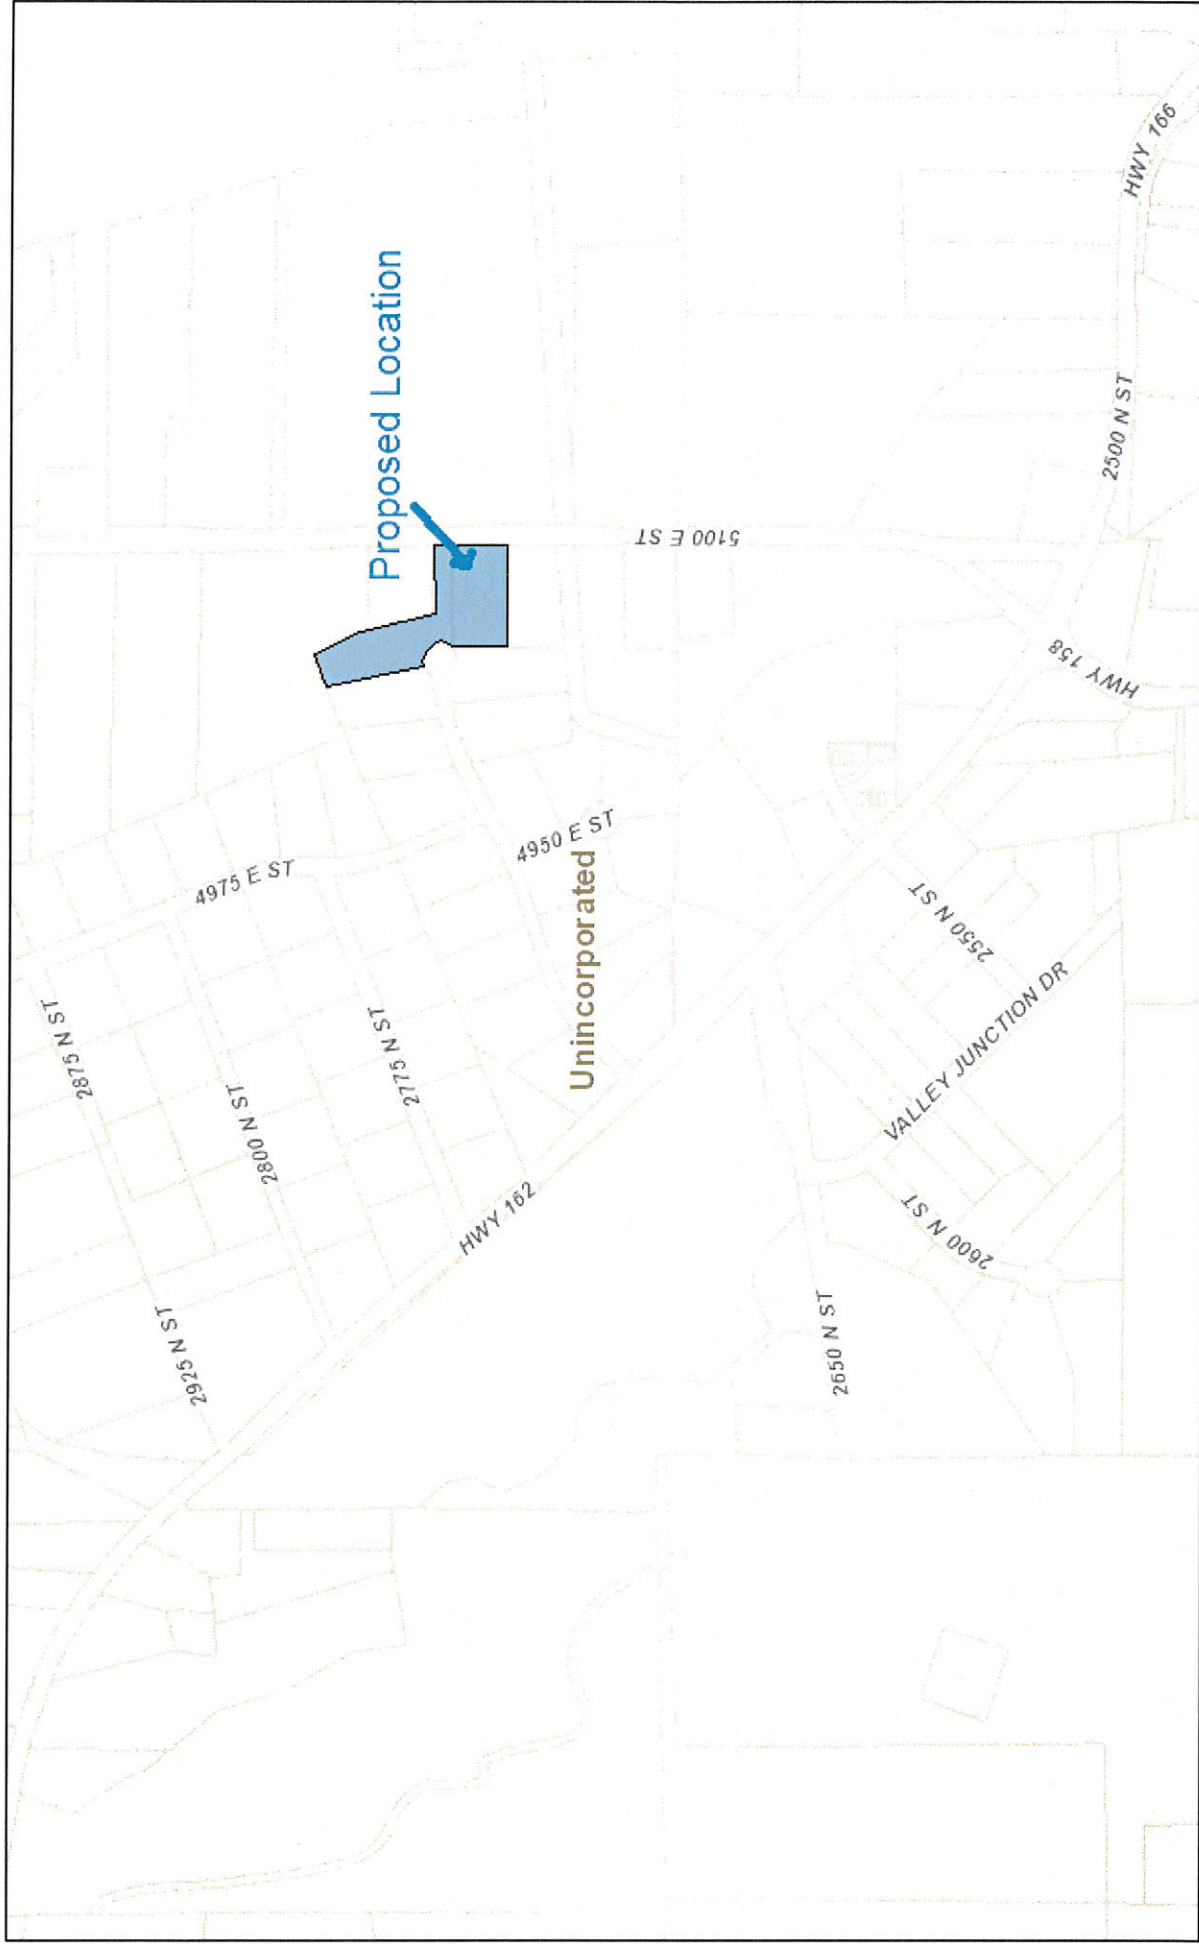 2875 N ST
2925 N ST
2800 N ST
4975 E ST
Proposed Location
2775 N ST
HWY 162
4950 E ST
Unincorporated
5100 E ST
2650 N ST
2600 N ST
2550 N ST
VALLEY JUNCTION DR
HWY 158
2500 N ST
HWY 166